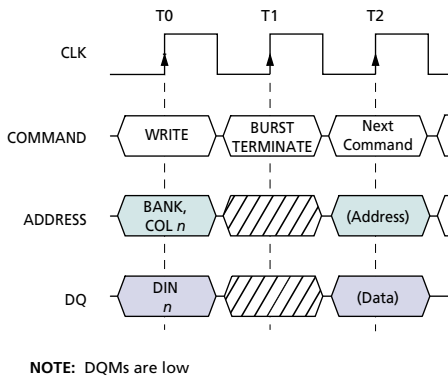 T0 T1 T2
CLK
COMMAND WRITE BURST TERMINATE Next Command
ADDRESS BANK, COL n (Address)
DQ DIN n (Data)
NOTE: DQMs are low